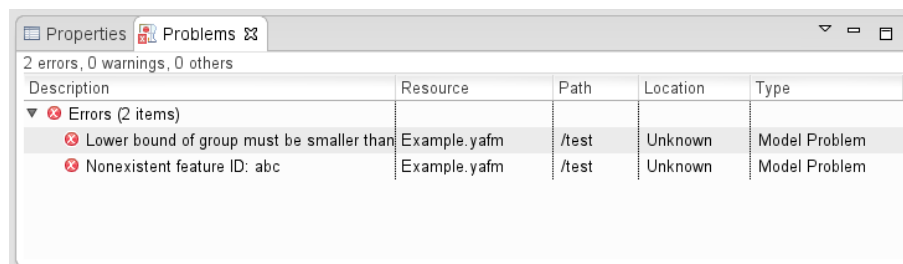 Properties Problems
2 errors, 0 warnings, 0 others
Description Resource Path Location Type
Errors (2 items)
Lower bound of group must be smaller than Example.yafm /test Unknown Model Problem
Nonexistent feature ID: abc Example.yafm /test Unknown Model Problem